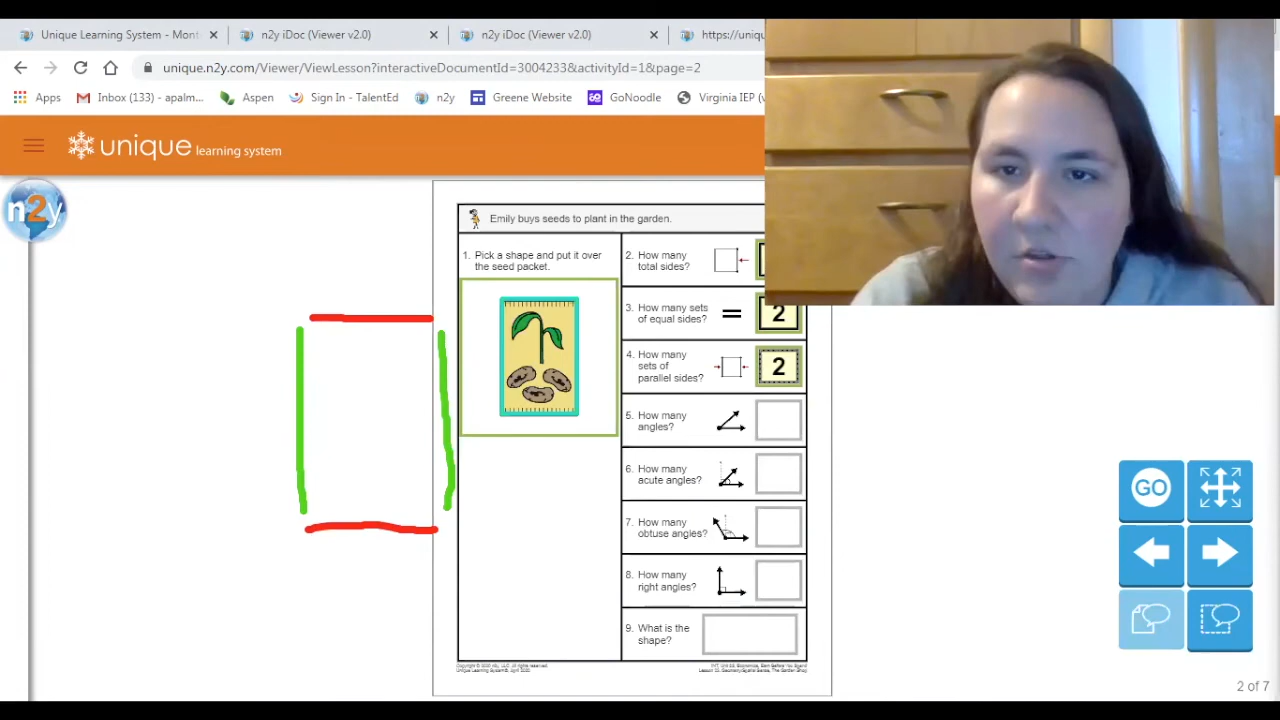 Unique Learning System - Mont
n2y iDoc (Viewer v2.0)
n2y iDoc (Viewer v2.0)
https://uniqu
unique.n2y.com/Viewer/ViewLesson?interactiveDocumentId=3004233&activityId=1&page=2
Apps
Inbox (133) - apalm...
Aspen
Sign In - TalentEd
n2y
Greene Website
GoNoodle
Virginia IEP (v
unique learning system
n2y
Emily buys seeds to plant in the garden.
1. Pick a shape and put it over
the seed packet.
2. How many
total sides?
3. How many sets
of equal sides?
2
4. How many
sets of
parallel sides?
2
5. How many
angles?
6. How many
acute angles?
7. How many
obtuse angles?
8. How many
right angles?
9. What is the
shape?
GO
2 of 7